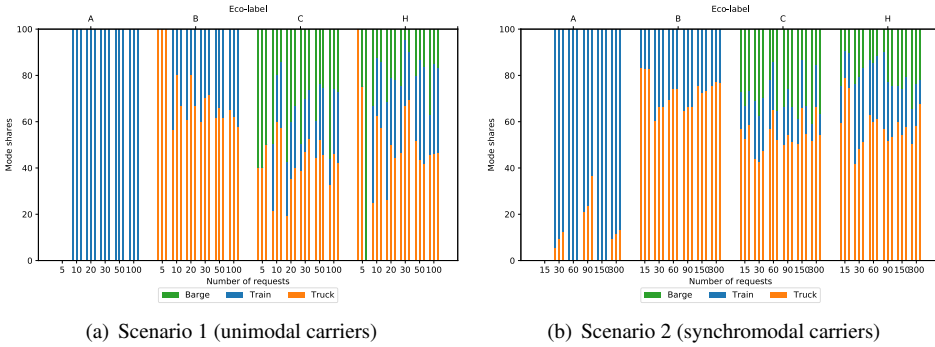 Eco-label
A B C H
100
80
60
40
20
0
Mode shares
5 10 20 30 50 100 5 10 20 30 50 100 5 10 20 30 50 100 5 10 20 30 50 100
Number of requests
Barge Train Truck
(a) Scenario 1 (unimodal carriers)
Eco-label
A B C H
100
80
60
40
20
0
Mode shares
15 30 60 90 150 300 15 30 60 90 150 300 15 30 60 90 150 300 15 30 60 90 150 300
Number of requests
Barge Train Truck
(b) Scenario 2 (synchromodal carriers)